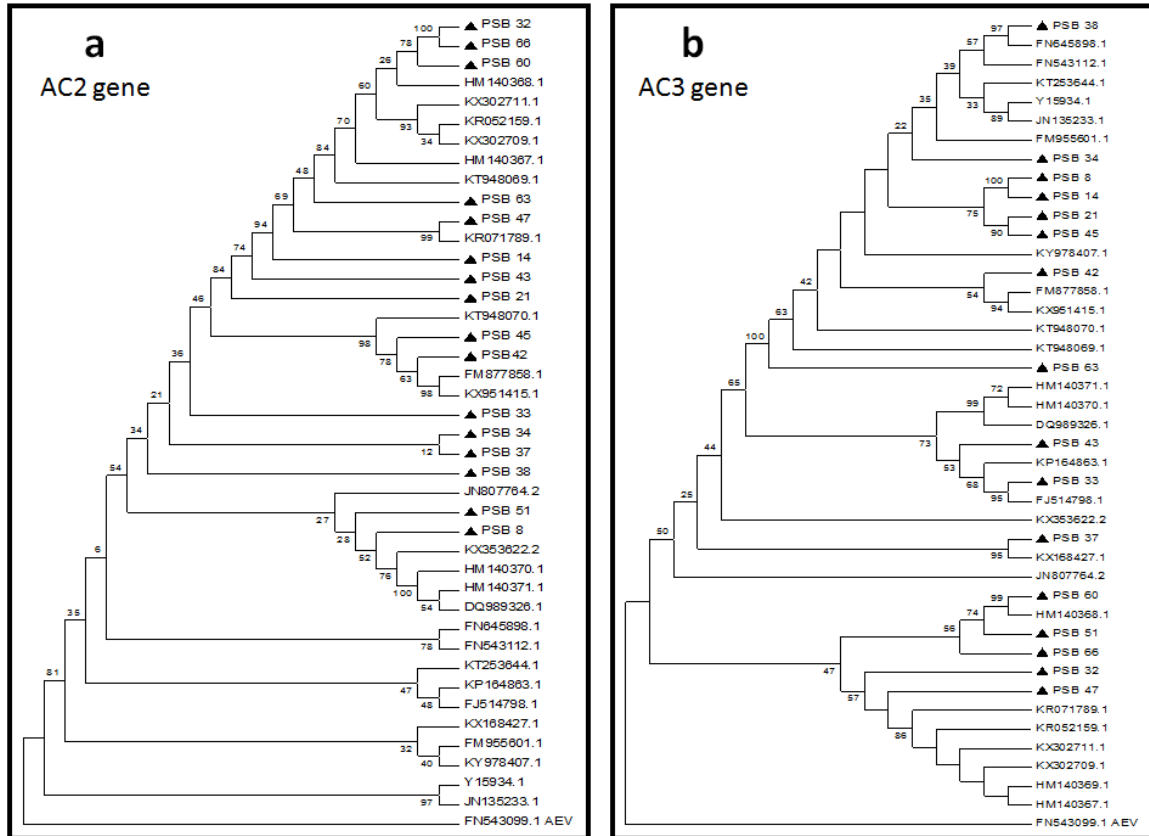 a
AC2 gene
100
▲ PSB 32
78
▲ PSB 66
26
▲ PSB 60
HM140368.1
60
KX302711.1
93
KR052159.1
34
KX302709.1
70
HM140367.1
84
KT948069.1
48
▲ PSB 63
69
▲ PSB 47
99
KR071789.1
94
▲ PSB 14
74
▲ PSB 43
84
▲ PSB 21
46
KT948070.1
98
▲ PSB 45
78
▲ PSB42
63
FM877858.1
98
KX951415.1
36
▲ PSB 33
21
▲ PSB 34
12
▲ PSB 37
34
▲ PSB 38
54
JN807764.2
27
▲ PSB 51
28
▲ PSB 8
52
KX353622.2
76
HM140370.1
100
HM140371.1
54
DQ989326.1
6
FN645898.1
78
FN543112.1
35
KT253644.1
47
KP164863.1
48
FJ514798.1
81
KX168427.1
32
FM955601.1
40
KY978407.1
Y15934.1
97
JN135233.1
FN543099.1 AEV
b
AC3 gene
97
▲ PSB 38
57
FN645898.1
39
FN543112.1
KT253644.1
33
Y15934.1
89
JN135233.1
35
FM955601.1
22
▲ PSB 34
100
▲ PSB 8
▲ PSB 14
75
▲ PSB 21
90
▲ PSB 45
KY978407.1
▲ PSB 42
54
FM877858.1
94
KX951415.1
42
KT948070.1
63
KT948069.1
100
▲ PSB 63
72
HM140371.1
99
HM140370.1
DQ989326.1
65
73
▲ PSB 43
53
KP164863.1
68
▲ PSB 33
95
FJ514798.1
44
KX353622.2
25
▲ PSB 37
95
KX168427.1
50
JN807764.2
99
▲ PSB 60
74
HM140368.1
56
▲ PSB 51
▲ PSB 66
47
▲ PSB 32
57
▲ PSB 47
KR071789.1
86
KR052159.1
KX302711.1
KX302709.1
HM140369.1
HM140367.1
FN543099.1 AEV